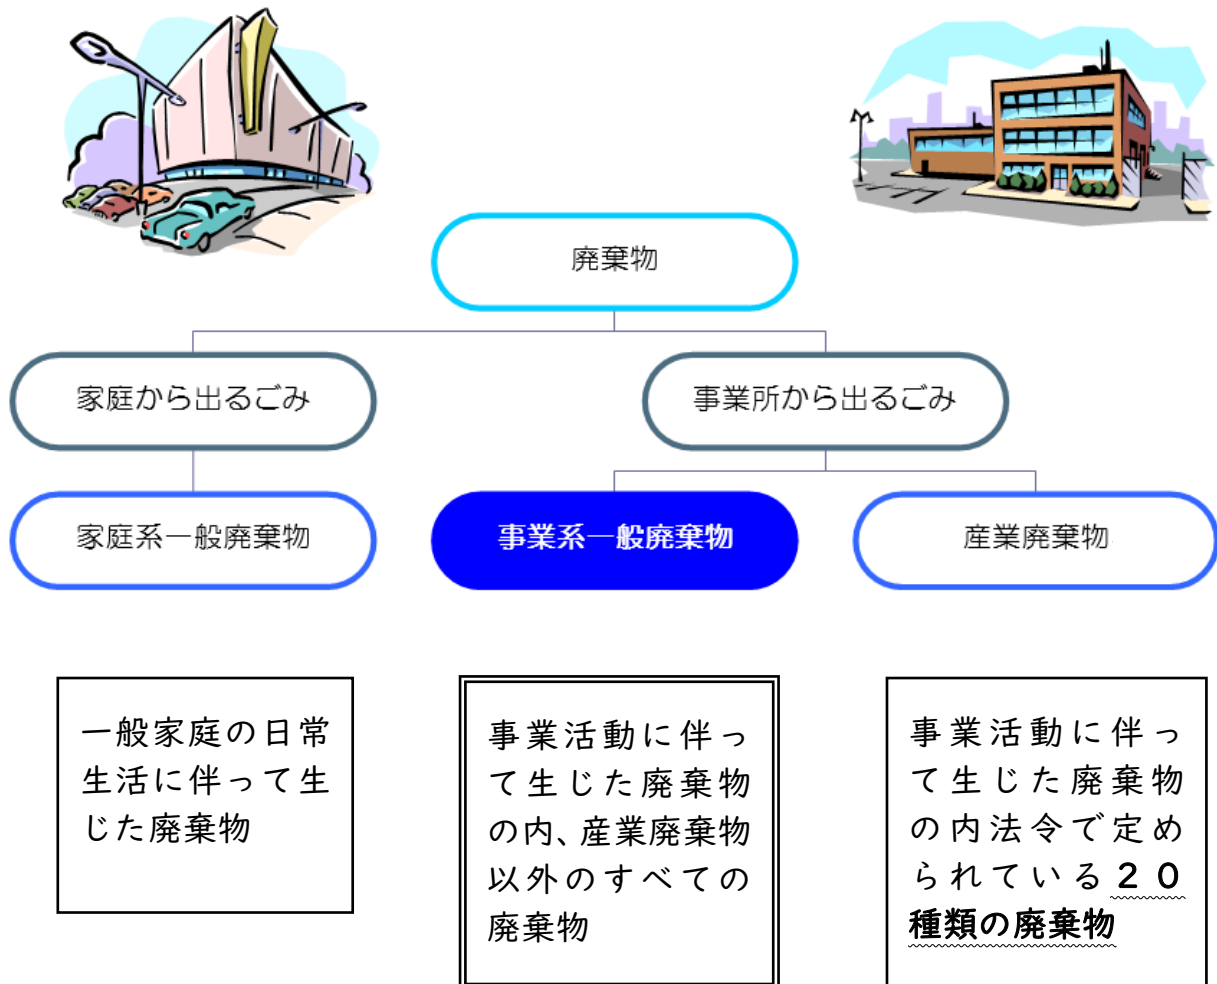 廃棄物
家庭から出るごみ
事業所から出るごみ
家庭系一般廃棄物
事業系一般廃棄物
産業廃棄物
一般家庭の日常
生活に伴って生
じた廃棄物
事業活動に伴っ
て生じた廃棄物
の内、産業廃棄物
以外のすべての
廃棄物
事業活動に伴っ
て生じた廃棄物
の内法令で定め
られている２０
種類の廃棄物